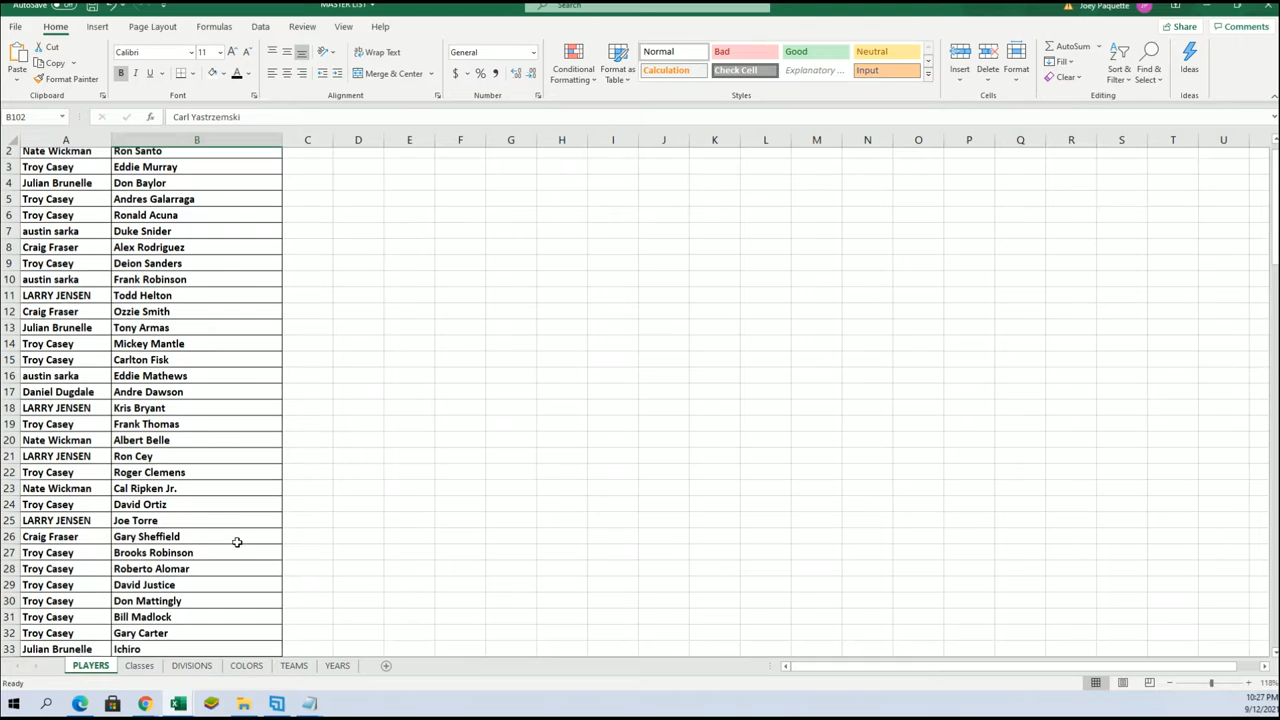 AutoSave Off MASTER LIST Search Joey Paquette JP
File Home Insert Page Layout Formulas Data Review View Help Share Comments
Paste Cut Copy Format Painter Clipboard
Calibri 11 B I U A Font
Wrap Text Merge & Center Alignment
General $ % Number
Conditional Formatting Format as Table
Normal Bad Good Neutral
Calculation Check Cell Explanatory ... Input
Styles
Insert Delete Format Cells
AutoSum Fill Clear Sort & Filter Find & Select Editing
Ideas Ideas
B102 fx Carl Yastrzemski
A B C D E F G H I J K L M N O P Q R S T U
2 Nate Wickman Ron Santo
3 Troy Casey Eddie Murray
4 Julian Brunelle Don Baylor
5 Troy Casey Andres Galarraga
6 Troy Casey Ronald Acuna
7 austin sarka Duke Snider
8 Craig Fraser Alex Rodriguez
9 Troy Casey Deion Sanders
10 austin sarka Frank Robinson
11 LARRY JENSEN Todd Helton
12 Craig Fraser Ozzie Smith
13 Julian Brunelle Tony Armas
14 Troy Casey Mickey Mantle
15 Troy Casey Carlton Fisk
16 austin sarka Eddie Mathews
17 Daniel Dugdale Andre Dawson
18 LARRY JENSEN Kris Bryant
19 Troy Casey Frank Thomas
20 Nate Wickman Albert Belle
21 LARRY JENSEN Ron Cey
22 Troy Casey Roger Clemens
23 Nate Wickman Cal Ripken Jr.
24 Troy Casey David Ortiz
25 LARRY JENSEN Joe Torre
26 Craig Fraser Gary Sheffield
27 Troy Casey Brooks Robinson
28 Troy Casey Roberto Alomar
29 Troy Casey David Justice
30 Troy Casey Don Mattingly
31 Troy Casey Bill Madlock
32 Troy Casey Gary Carter
33 Julian Brunelle Ichiro
PLAYERS Classes DIVISIONS COLORS TEAMS YEARS
Ready 118%
10:27 PM